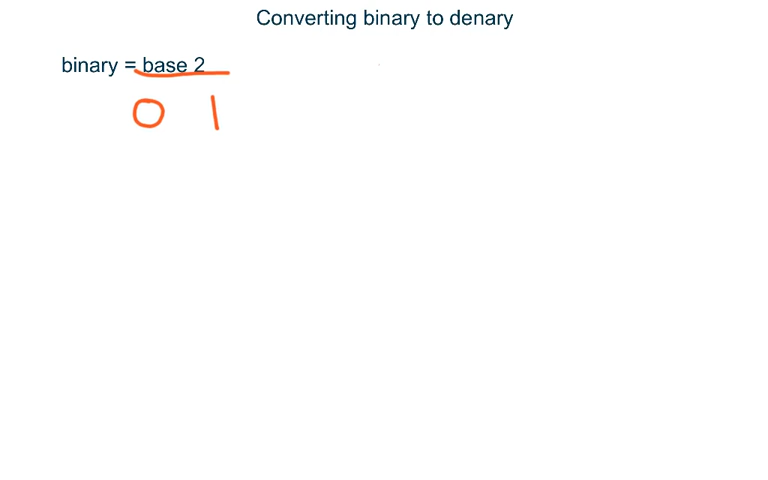 Converting binary to denary
binary = base 2
0 1